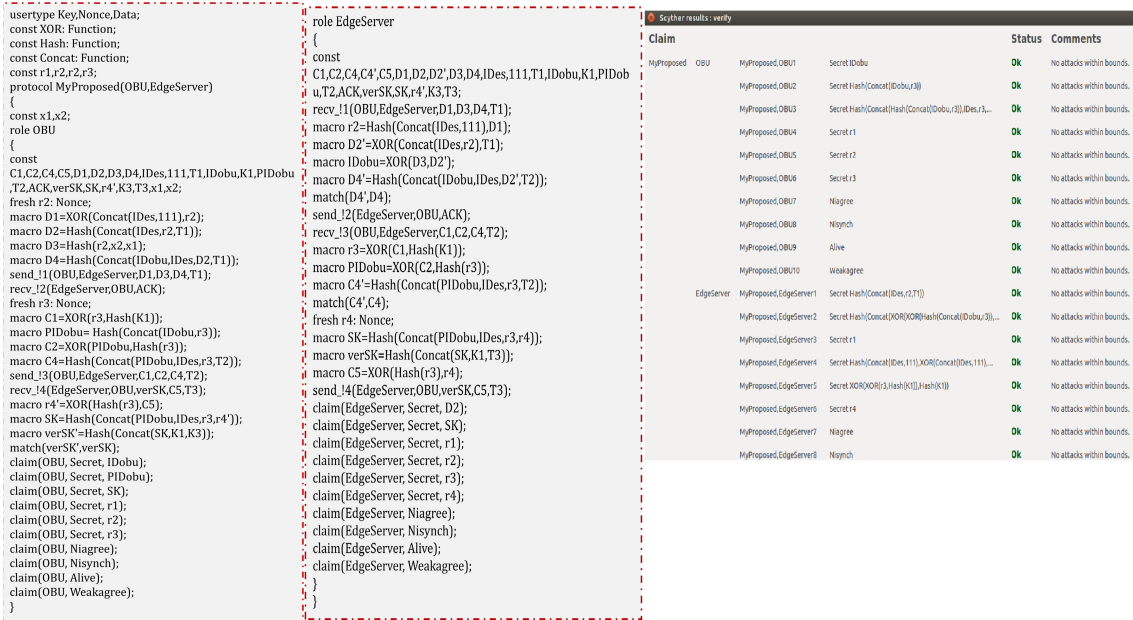 usertype Key,Nonce,Data;
const XOR: Function;
const Hash: Function;
const Concat: Function;
const r1,r2,r2,r3;
protocol MyProposed(OBU,EdgeServer)
{
const x1,x2;
role OBU
{
const
C1,C2,C4,C5,D1,D2,D3,D4,IDes,111,T1,IDobu,K1,PIDobu
,T2,ACK,verSK,SK,r4',K3,T3,x1,x2;
fresh r2: Nonce;
macro D1=XOR(Concat(IDes,111),r2);
macro D2=Hash(Concat(IDes,r2,T1));
macro D3=Hash(r2,x2,x1);
macro D4=Hash(Concat(IDobu,IDes,D2,T1));
send_!1(OBU,EdgeServer,D1,D3,D4,T1);
recv_!2(EdgeServer,OBU,ACK);
fresh r3: Nonce;
macro C1=XOR(r3,Hash(K1));
macro PIDobu= Hash(Concat(IDobu,r3));
macro C2=XOR(PIDobu,Hash(r3));
macro C4=Hash(Concat(PIDobu,IDes,r3,T2));
send_!3(OBU,EdgeServer,C1,C2,C4,T2);
recv_!4(EdgeServer,OBU,verSK,C5,T3);
macro r4'=XOR(Hash(r3),C5);
macro SK=Hash(Concat(PIDobu,IDes,r3,r4'));
macro verSK'=Hash(Concat(SK,K1,K3));
match(verSK',verSK);
claim(OBU, Secret, IDobu);
claim(OBU, Secret, PIDobu);
claim(OBU, Secret, SK);
claim(OBU, Secret, r1);
claim(OBU, Secret, r2);
claim(OBU, Secret, r3);
claim(OBU, Niagree);
claim(OBU, Nisynch);
claim(OBU, Alive);
claim(OBU, Weakagree);
}
role EdgeServer
{
const
C1,C2,C4,C4',C5,D1,D2,D2',D3,D4,IDes,111,T1,IDobu,K1,PIDob
u,T2,ACK,verSK,SK,r4',K3,T3;
recv_!1(OBU,EdgeServer,D1,D3,D4,T1);
macro r2=Hash(Concat(IDes,111),D1);
macro D2'=XOR(Concat(IDes,r2),T1);
macro IDobu=XOR(D3,D2');
macro D4'=Hash(Concat(IDobu,IDes,D2',T2));
match(D4',D4);
send_!2(EdgeServer,OBU,ACK);
recv_!3(OBU,EdgeServer,C1,C2,C4,T2);
macro r3=XOR(C1,Hash(K1));
macro PIDobu=XOR(C2,Hash(r3));
macro C4'=Hash(Concat(PIDobu,IDes,r3,T2));
match(C4',C4);
fresh r4: Nonce;
macro SK=Hash(Concat(PIDobu,IDes,r3,r4));
macro verSK=Hash(Concat(SK,K1,T3));
macro C5=XOR(Hash(r3),r4);
send_!4(EdgeServer,OBU,verSK,C5,T3);
claim(EdgeServer, Secret, D2);
claim(EdgeServer, Secret, SK);
claim(EdgeServer, Secret, r1);
claim(EdgeServer, Secret, r2);
claim(EdgeServer, Secret, r3);
claim(EdgeServer, Secret, r4);
claim(EdgeServer, Niagree);
claim(EdgeServer, Nisynch);
claim(EdgeServer, Alive);
claim(EdgeServer, Weakagree);
}
}
Scyther results : verify
Claim Status Comments
MyProposed OBU MyProposed,OBU1 Secret IDobu Ok No attacks within bounds.
MyProposed,OBU2 Secret Hash(Concat(IDobu,r3)) Ok No attacks within bounds.
MyProposed,OBU3 Secret Hash(Concat(Hash(Concat(IDobu,r3)),IDes,r3,... Ok No attacks within bounds.
MyProposed,OBU4 Secret r1 Ok No attacks within bounds.
MyProposed,OBU5 Secret r2 Ok No attacks within bounds.
MyProposed,OBU6 Secret r3 Ok No attacks within bounds.
MyProposed,OBU7 Niagree Ok No attacks within bounds.
MyProposed,OBU8 Nisynch Ok No attacks within bounds.
MyProposed,OBU9 Alive Ok No attacks within bounds.
MyProposed,OBU10 Weakagree Ok No attacks within bounds.
EdgeServer MyProposed,EdgeServer1 Secret Hash(Concat(IDes,r2,T1)) Ok No attacks within bounds.
MyProposed,EdgeServer2 Secret Hash(Concat(XOR(XOR(Hash(Concat(IDobu,r3)),... Ok No attacks within bounds.
MyProposed,EdgeServer3 Secret r1 Ok No attacks within bounds.
MyProposed,EdgeServer4 Secret Hash(Concat(IDes,111),XOR(Concat(IDes,111),... Ok No attacks within bounds.
MyProposed,EdgeServer5 Secret XOR(XOR(r3,Hash(K1)),Hash(K1)) Ok No attacks within bounds.
MyProposed,EdgeServer6 Secret r4 Ok No attacks within bounds.
MyProposed,EdgeServer7 Niagree Ok No attacks within bounds.
MyProposed,EdgeServer8 Nisynch Ok No attacks within bounds.